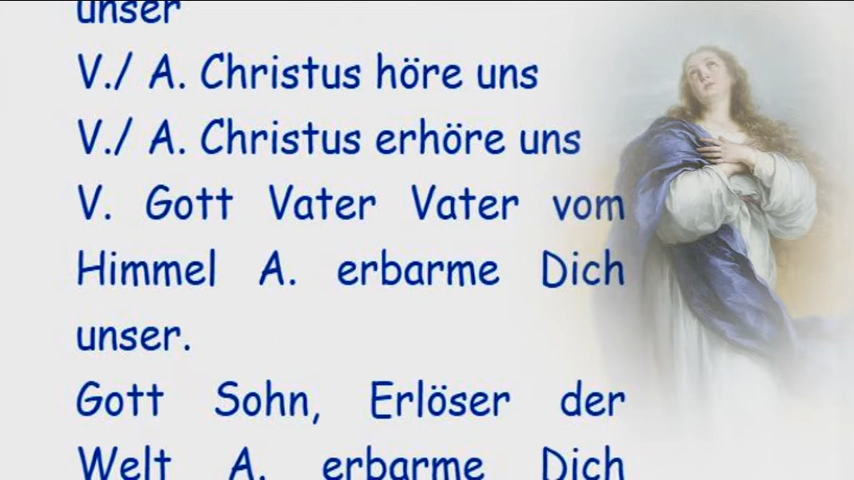 unser
V./ A. Christus höre uns
V./ A. Christus erhöre uns
V. Gott Vater Vater vom
Himmel A. erbarme Dich
unser.
Gott Sohn, Erlöser der
Welt A. erbarme Dich